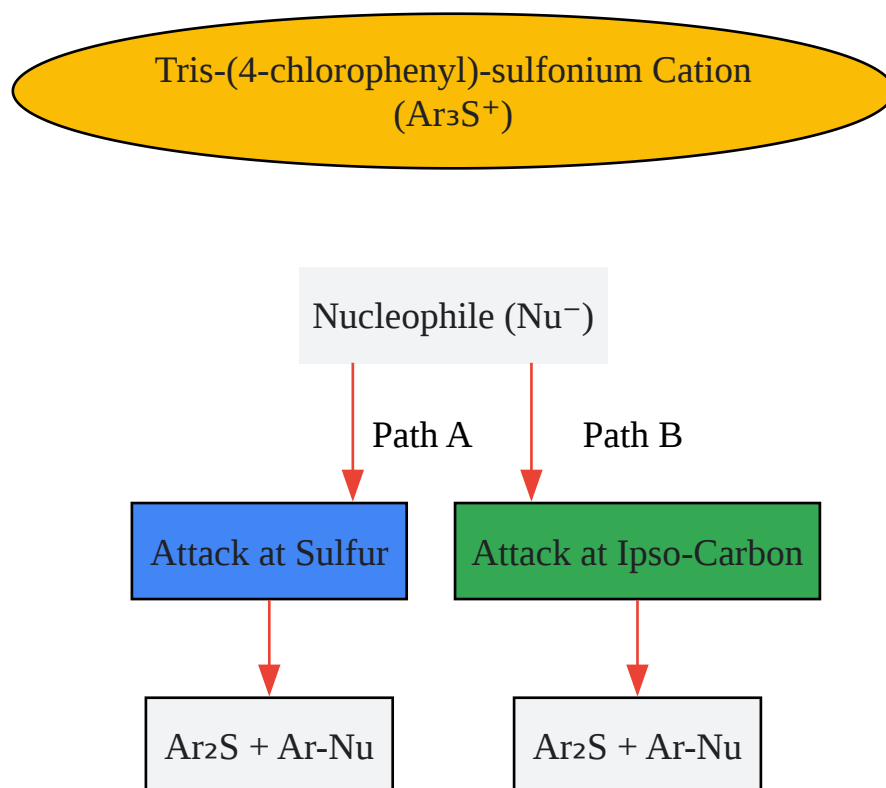 Tris-(4-chlorophenyl)-sulfonium Cation
(Ar₃S⁺)
Nucleophile (Nu⁻)
Path A
Path B
Attack at Sulfur
Attack at Ipso-Carbon
Ar₂S + Ar-Nu
Ar₂S + Ar-Nu